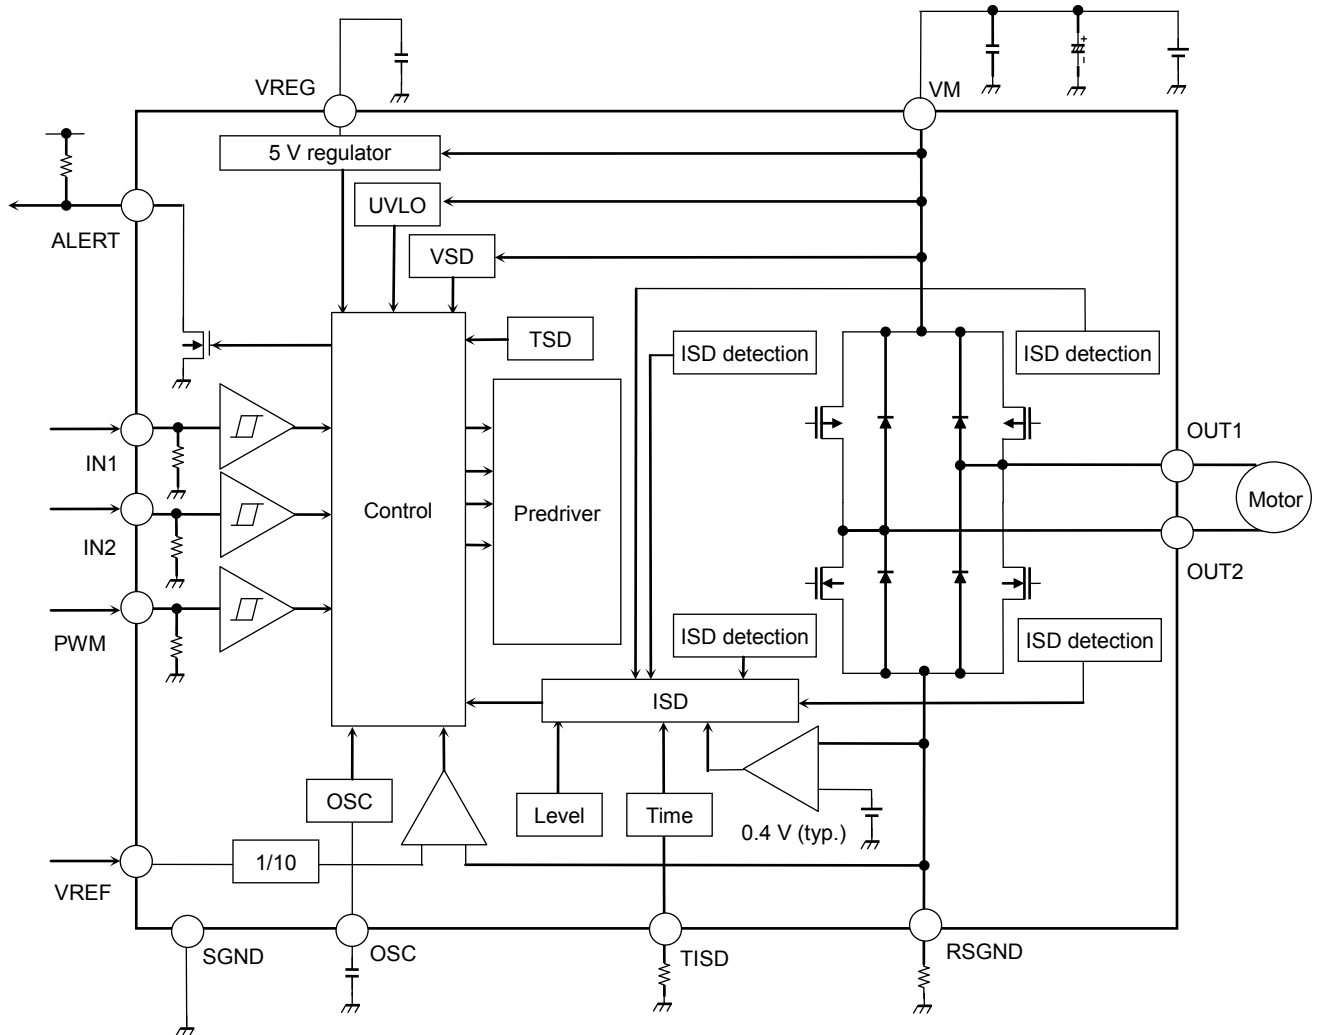 VREG
VM
5 V regulator
UVLO
ALERT
VSD
TSD
ISD detection
ISD detection
OUT1
IN1
Control
Predriver
Motor
IN2
OUT2
PWM
ISD detection
ISD detection
ISD
OSC
Level
Time
0.4 V (typ.)
1/10
VREF
SGND
OSC
TISD
RSGND
+
-